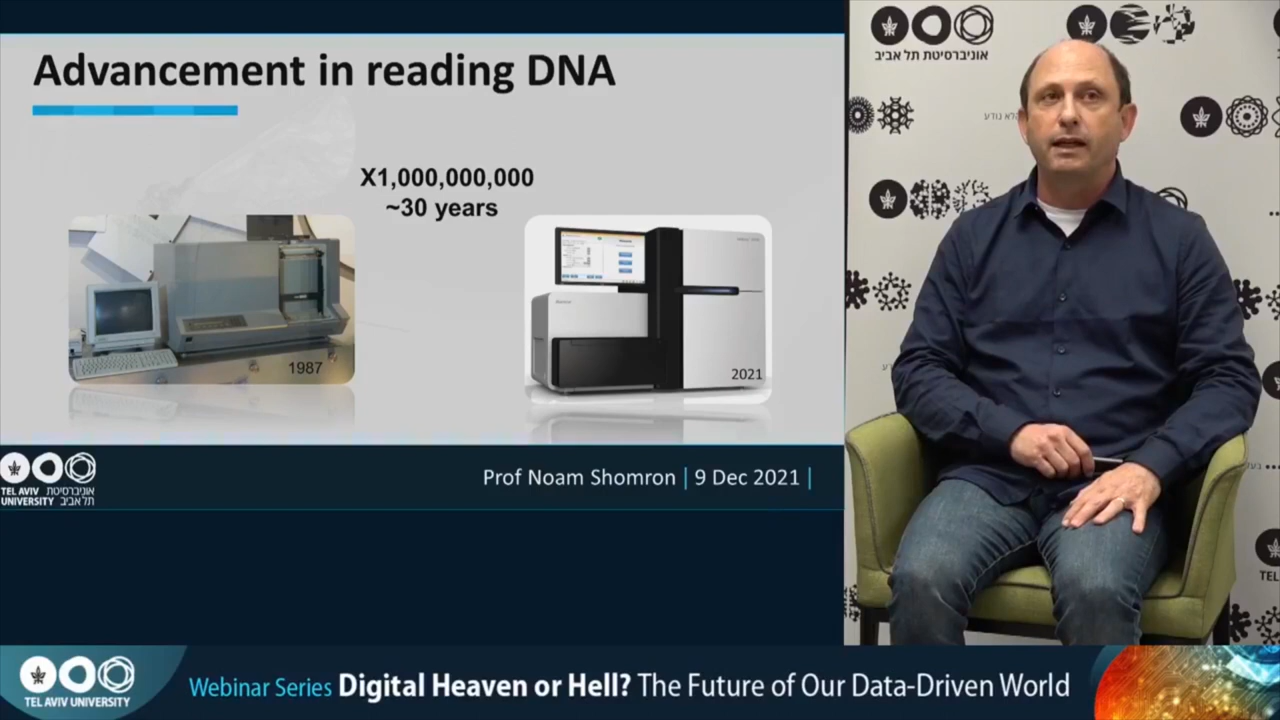 Advancement in reading DNA
X1,000,000,000
~30 years
1987
2021
TEL AVIV
UNIVERSITY
אוניברסיטת
תל אביב
Prof Noam Shomron | 9 Dec 2021 |
אוניברסיטת תל אביב
TEL
TEL AVIV UNIVERSITY
Webinar Series Digital Heaven or Hell? The Future of Our Data-Driven World